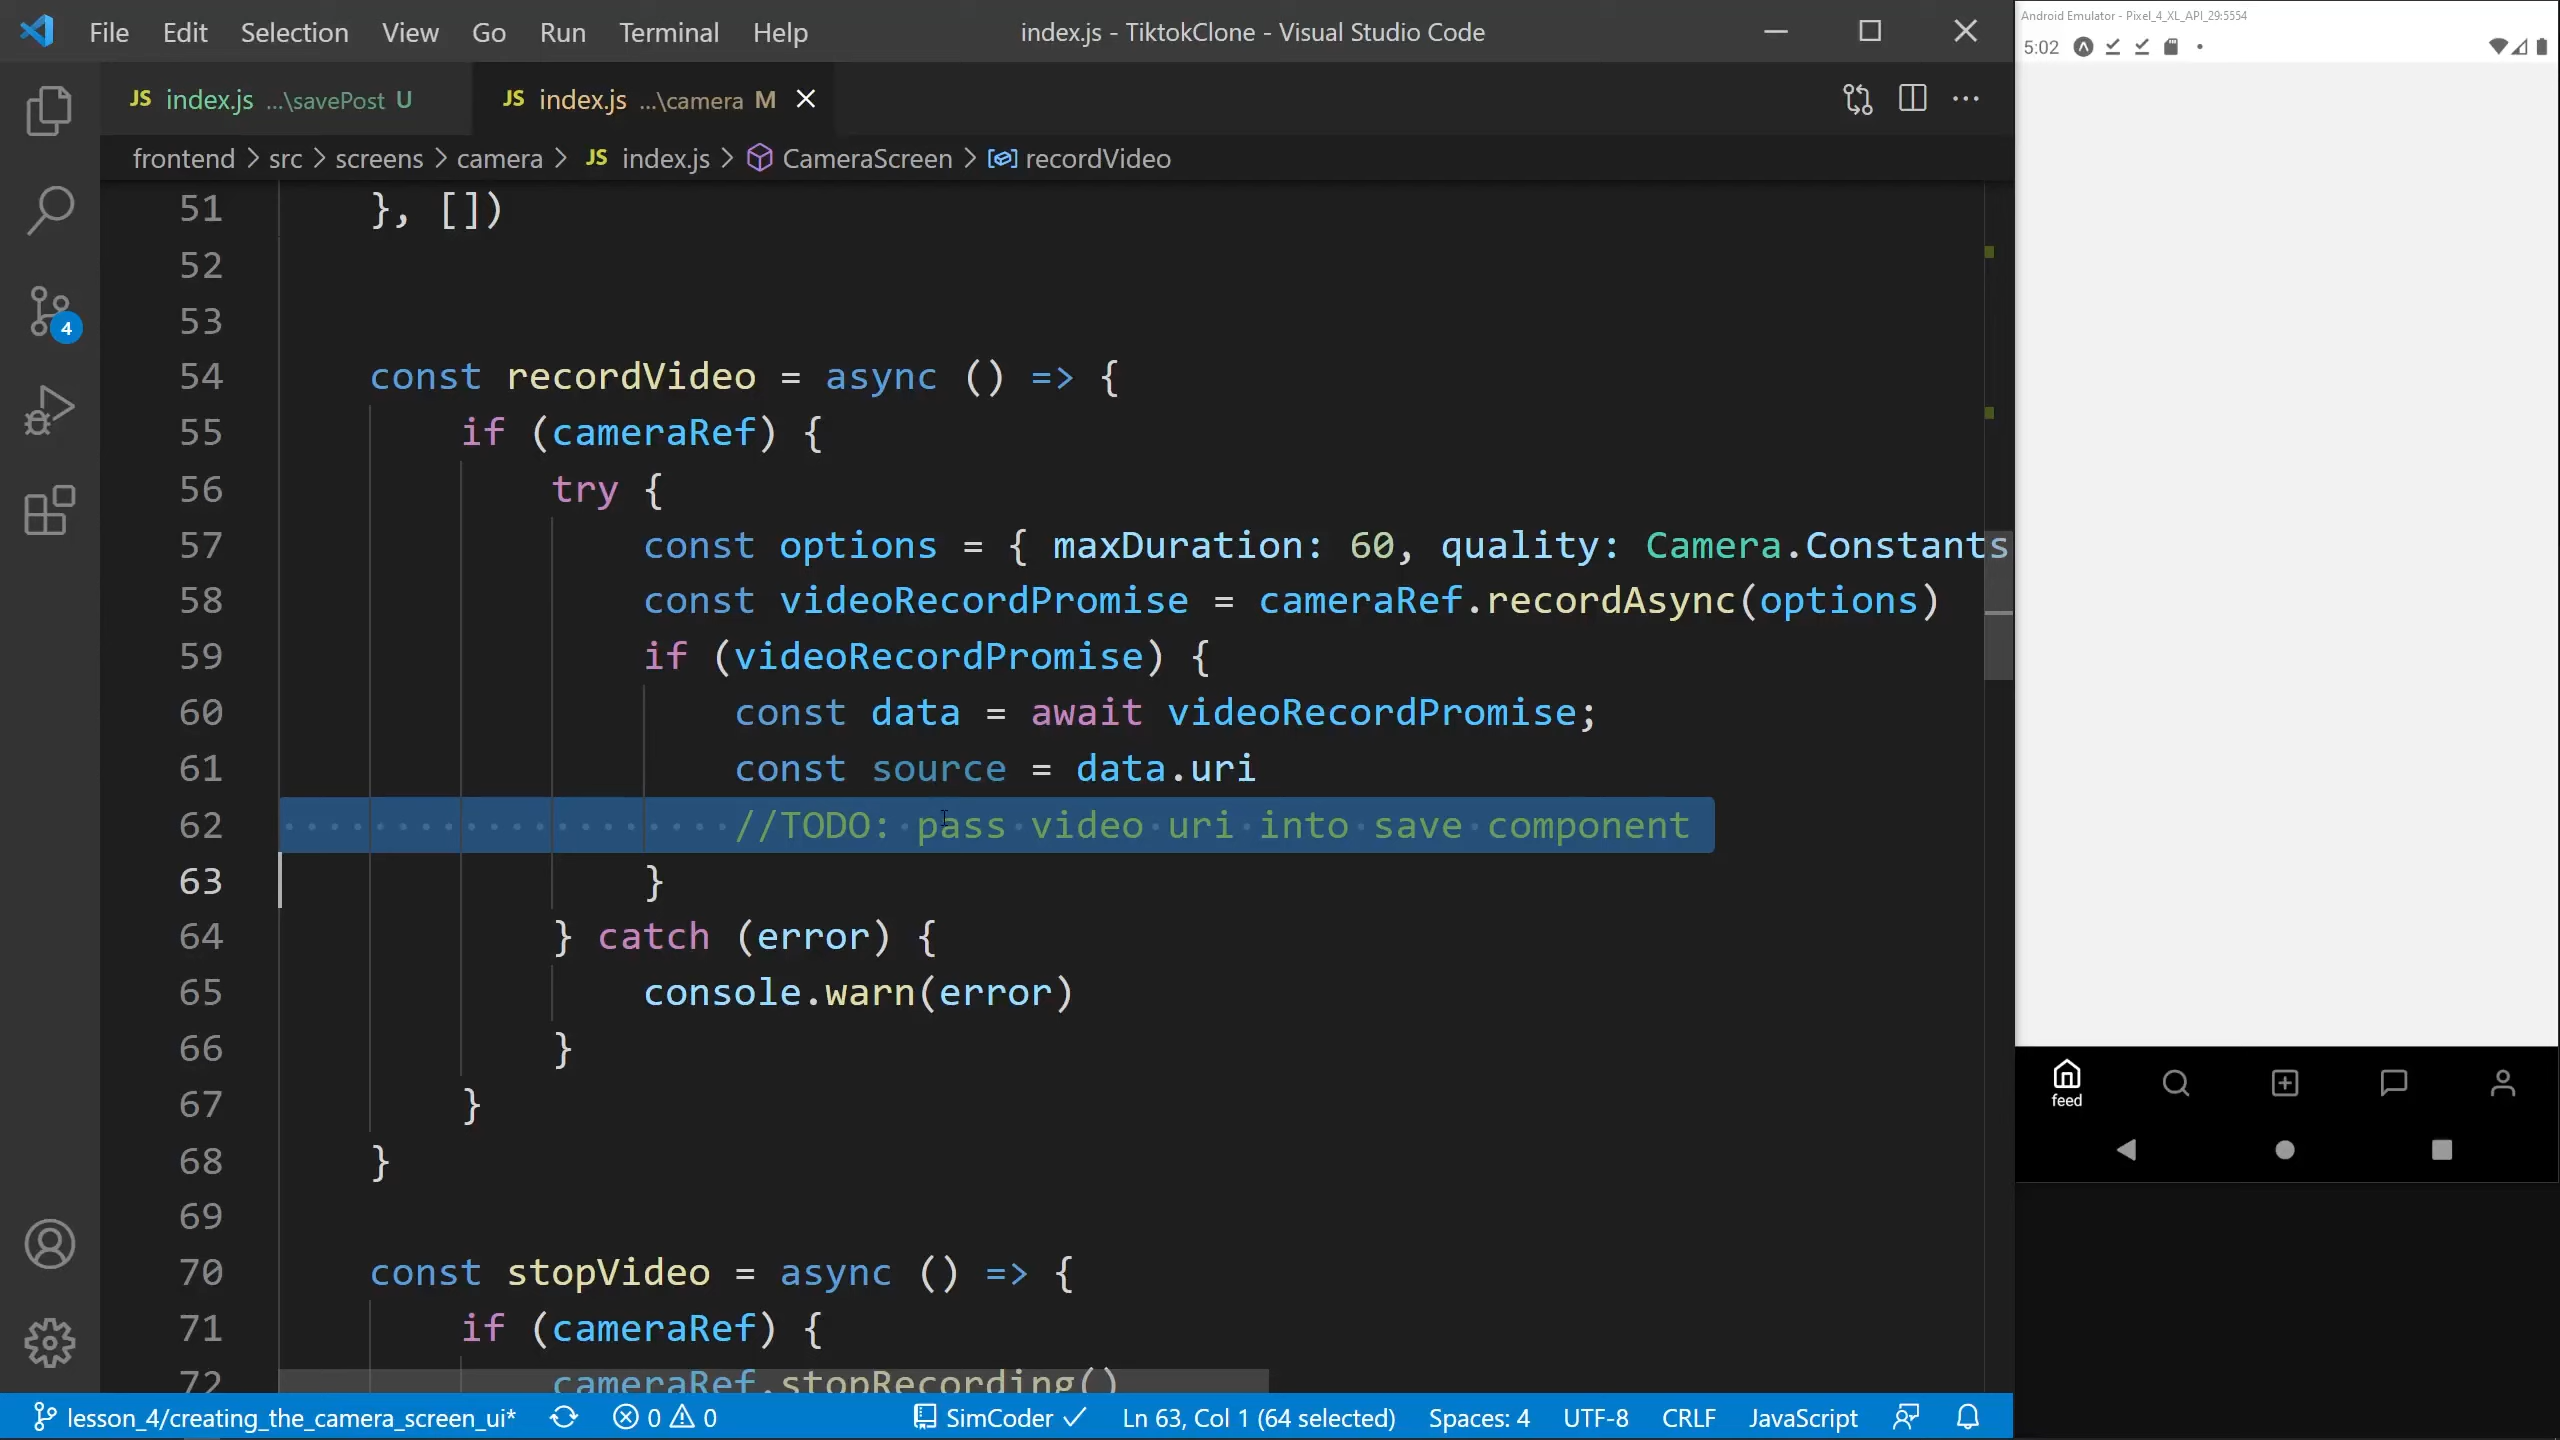 File Edit Selection View Go Run Terminal Help index.js - TiktokClone - Visual Studio Code
JS index.js ...\savePost U JS index.js ...\camera M
frontend > src > screens > camera > JS index.js > CameraScreen > recordVideo
51 }, [])
52
53
54 const recordVideo = async () => {
55 if (cameraRef) {
56 try {
57 const options = { maxDuration: 60, quality: Camera.Constants
58 const videoRecordPromise = cameraRef.recordAsync(options)
59 if (videoRecordPromise) {
60 const data = await videoRecordPromise;
61 const source = data.uri
62 //TODO: pass video uri into save component
63 }
64 } catch (error) {
65 console.warn(error)
66 }
67 }
68 }
69
70 const stopVideo = async () => {
71 if (cameraRef) {
72 cameraRef.stopRecording()
4
lesson_4/creating_the_camera_screen_ui* 0 0 SimCoder Ln 63, Col 1 (64 selected) Spaces: 4 UTF-8 CRLF JavaScript
Android Emulator - Pixel_4_XL_API_29:5554
5:02
feed